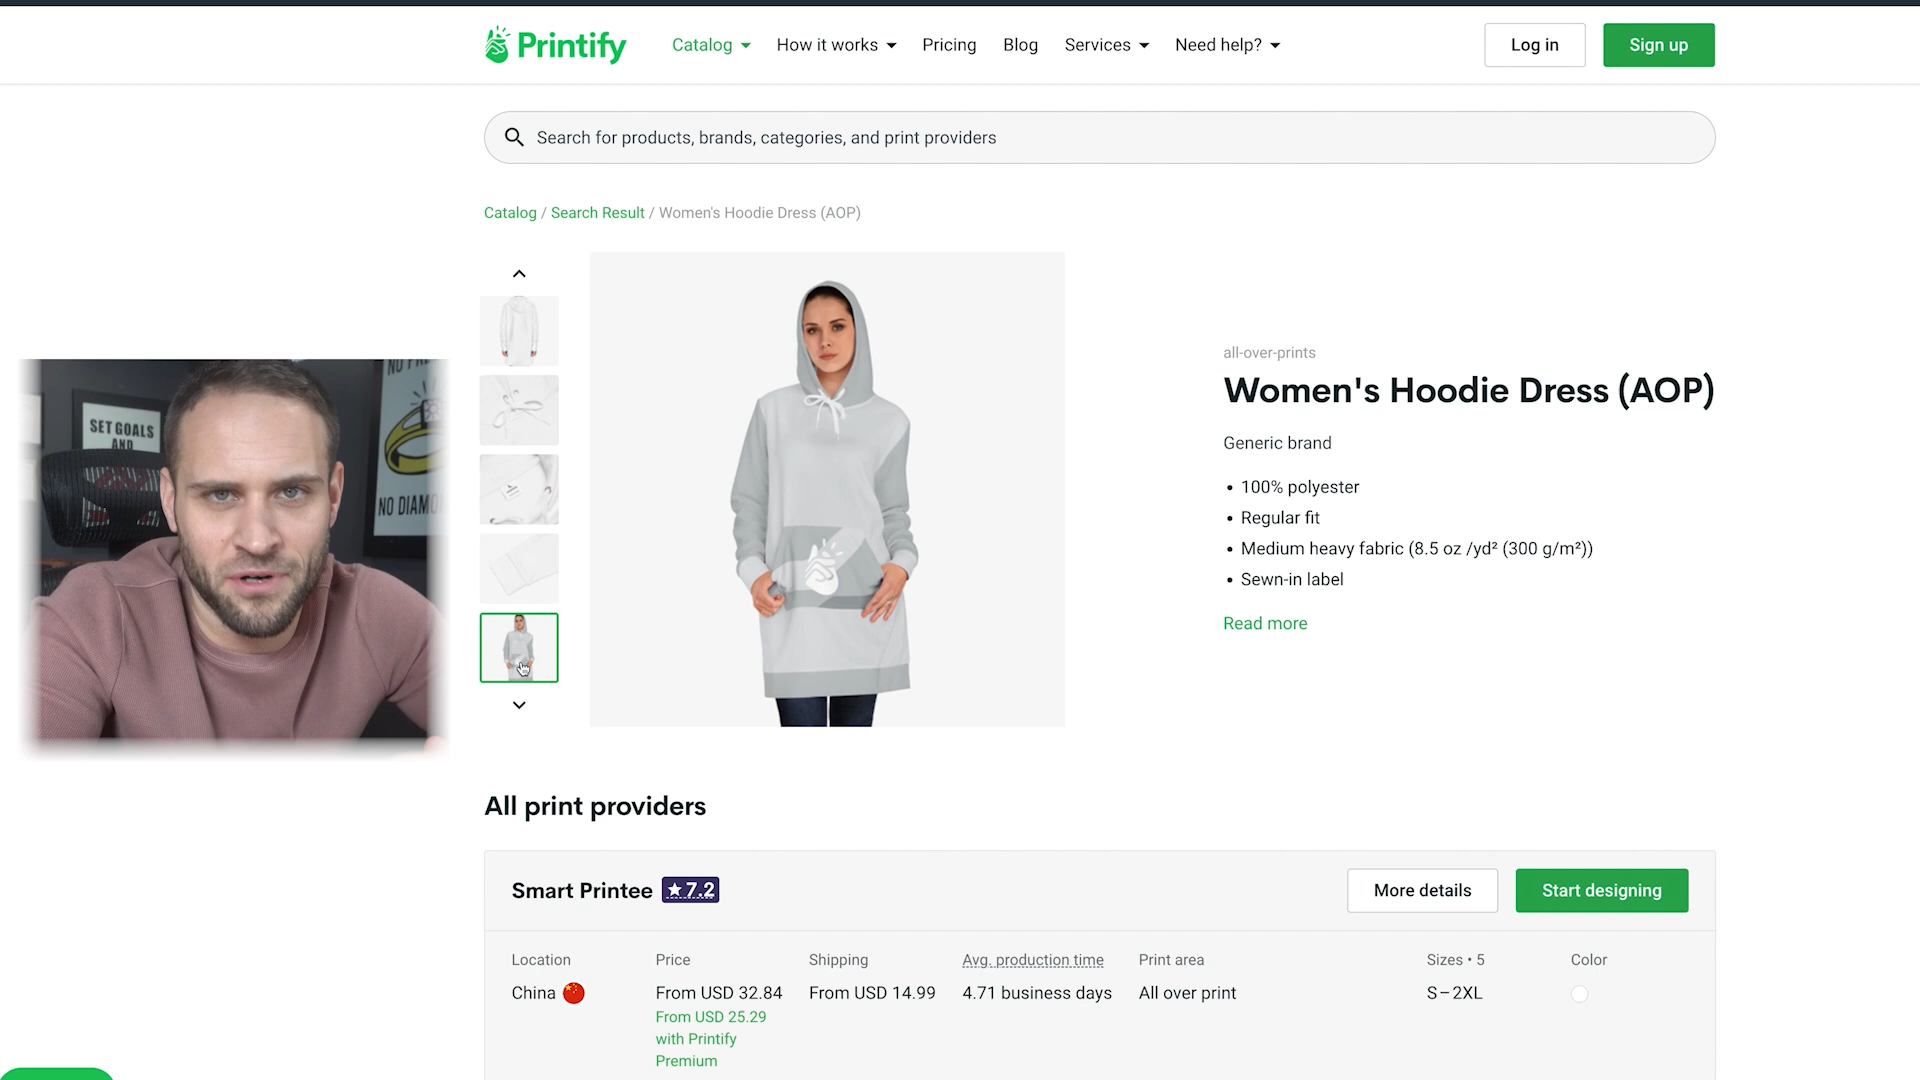 Printify
Catalog
How it works
Pricing
Blog
Services
Need help?
Log in
Sign up
Search for products, brands, categories, and print providers
Catalog / Search Result / Women's Hoodie Dress (AOP)
all-over-prints
Women's Hoodie Dress (AOP)
Generic brand
• 100% polyester
• Regular fit
• Medium heavy fabric (8.5 oz /yd² (300 g/m²))
• Sewn-in label
Read more
SET GOALS
AND
NO DIAMO
All print providers
Smart Printee ★7.2
More details
Start designing
Location
Price
Shipping
Avg. production time
Print area
Sizes • 5
Color
China
From USD 32.84
From USD 14.99
4.71 business days
All over print
S–2XL
From USD 25.29
with Printify
Premium